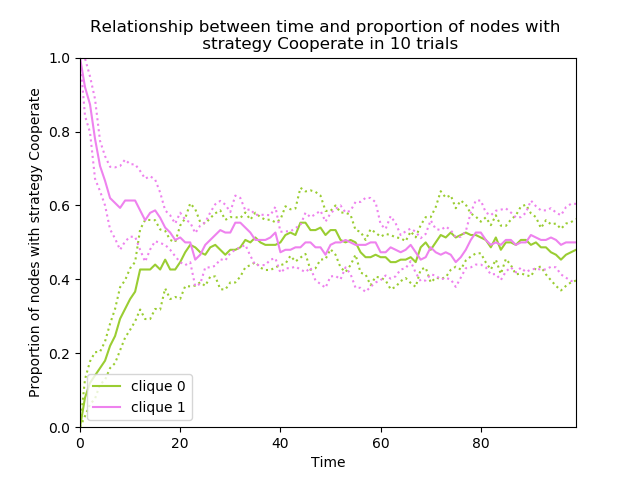 Relationship between time and proportion of nodes with
strategy Cooperate in 10 trials
Proportion of nodes with strategy Cooperate
1.0
0.8
0.6
0.4
0.2
0.0
clique 0
clique 1
0 20 40 60 80
Time